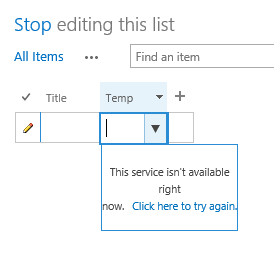 Stop editing this list
All Items ••• Find an item
✓ Title Temp +
This service isn't available
right
now. Click here to try again.